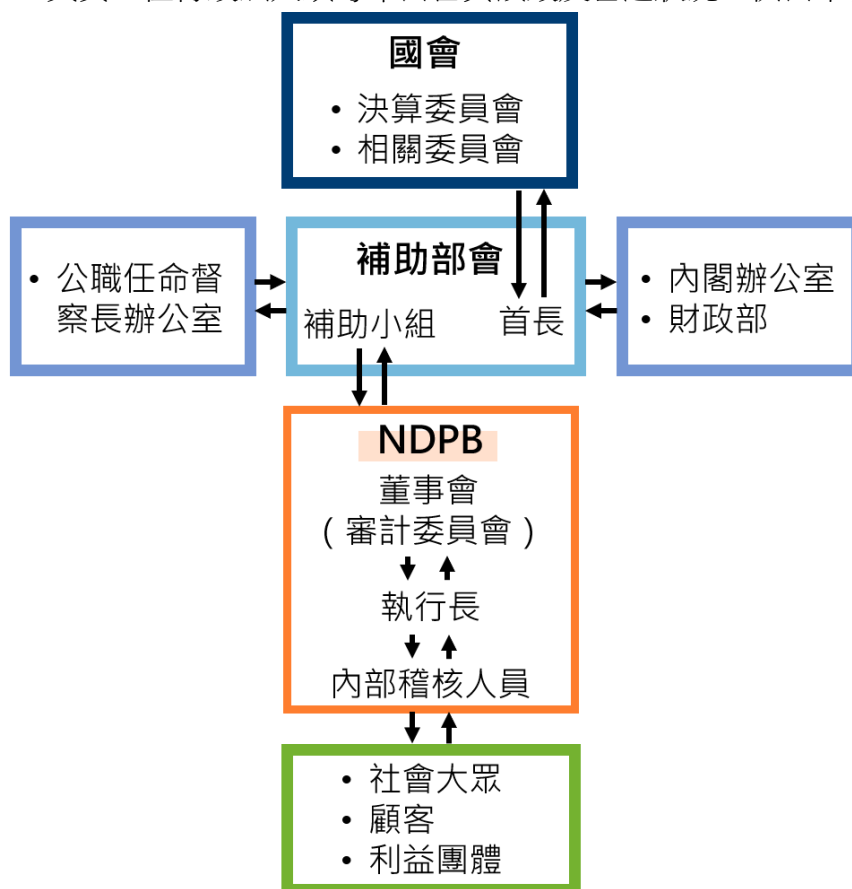 國會
• 決算委員會
• 相關委員會
• 公職任命督
察長辦公室
補助部會
補助小組
首長
• 內閣辦公室
• 財政部
NDPB
董事會
(審計委員會)
執行長
內部稽核人員
• 社會大眾
• 顧客
• 利益團體